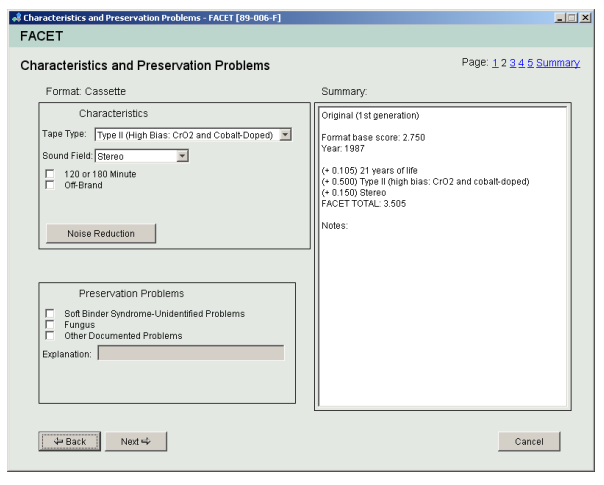 Characteristics and Preservation Problems - FACET [89-006-F]
FACET
Characteristics and Preservation Problems
Page: 1 2 3 4 5 Summary
Format: Cassette
Characteristics
Tape Type: Type II (High Bias: CrO2 and Cobalt-Doped)
Sound Field: Stereo
120 or 180 Minute
Off-Brand
Noise Reduction
Preservation Problems
Soft Binder Syndrome-Unidentified Problems
Fungus
Other Documented Problems
Explanation:
Summary:
Original (1st generation)
Format base score: 2.750
Year: 1987
(+ 0.105) 21 years of life
(+ 0.500) Type II (high bias: CrO2 and cobalt-doped)
(+ 0.150) Stereo
FACET TOTAL: 3.505
Notes:
Back
Next
Cancel